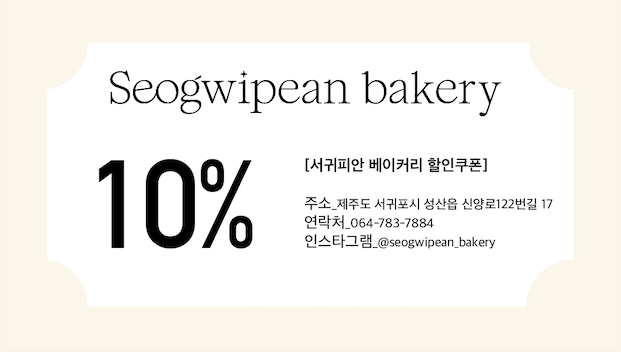 Seogwipean bakery
10%
[서귀피안 베이커리 할인쿠폰]
주소_제주도 서귀포시 성산읍 신양로122번길 17
연락처_064-783-7884
인스타그램_@seogwipean_bakery